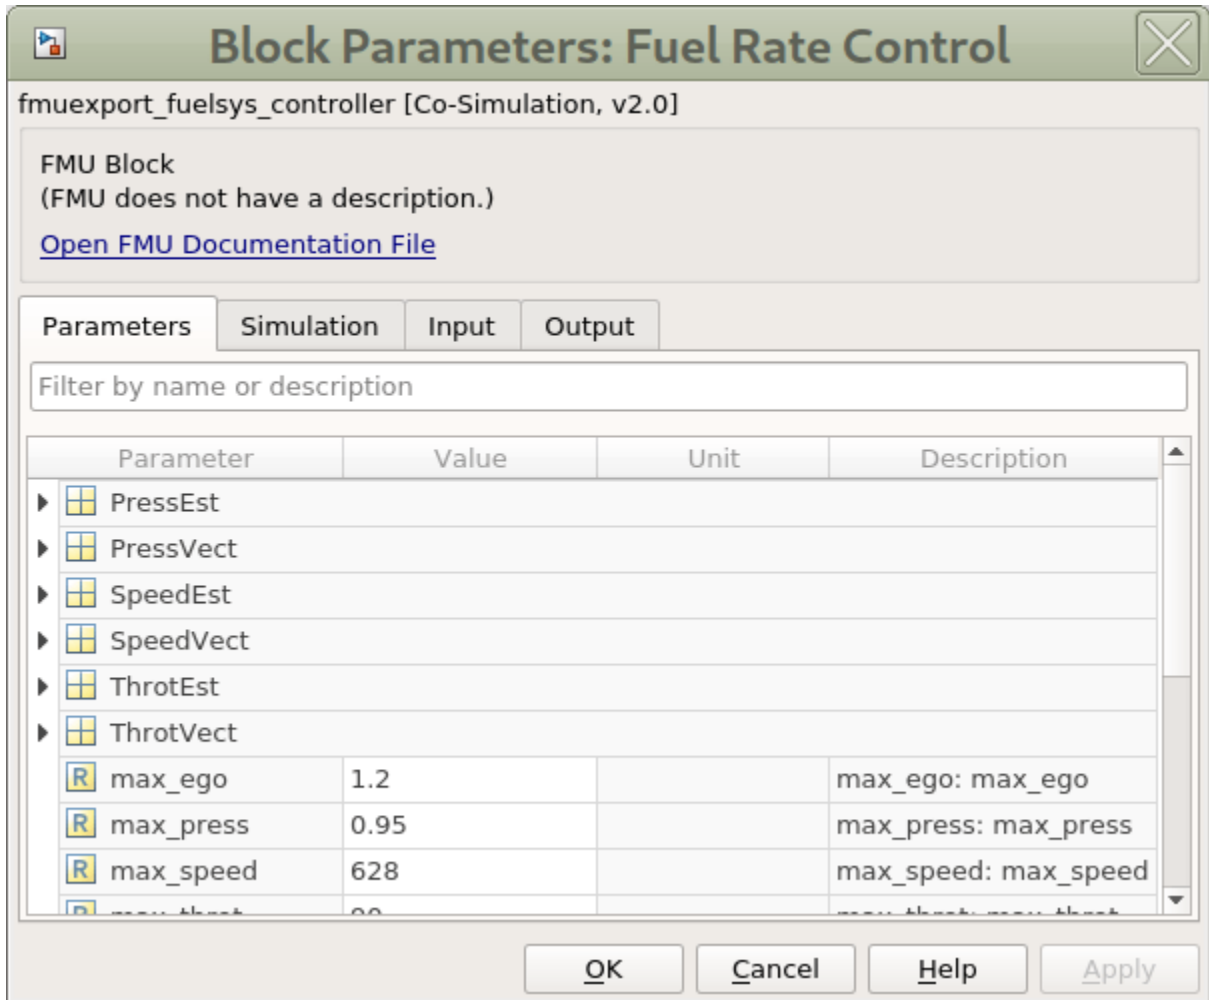 Block Parameters: Fuel Rate Control
fmuexport_fuelsys_controller [Co-Simulation, v2.0]
FMU Block
(FMU does not have a description.)
Open FMU Documentation File
Parameters Simulation Input Output
Filter by name or description
Parameter Value Unit Description
PressEst
PressVect
SpeedEst
SpeedVect
ThrotEst
ThrotVect
R max_ego 1.2 max_ego: max_ego
R max_press 0.95 max_press: max_press
R max_speed 628 max_speed: max_speed
OK Cancel Help Apply